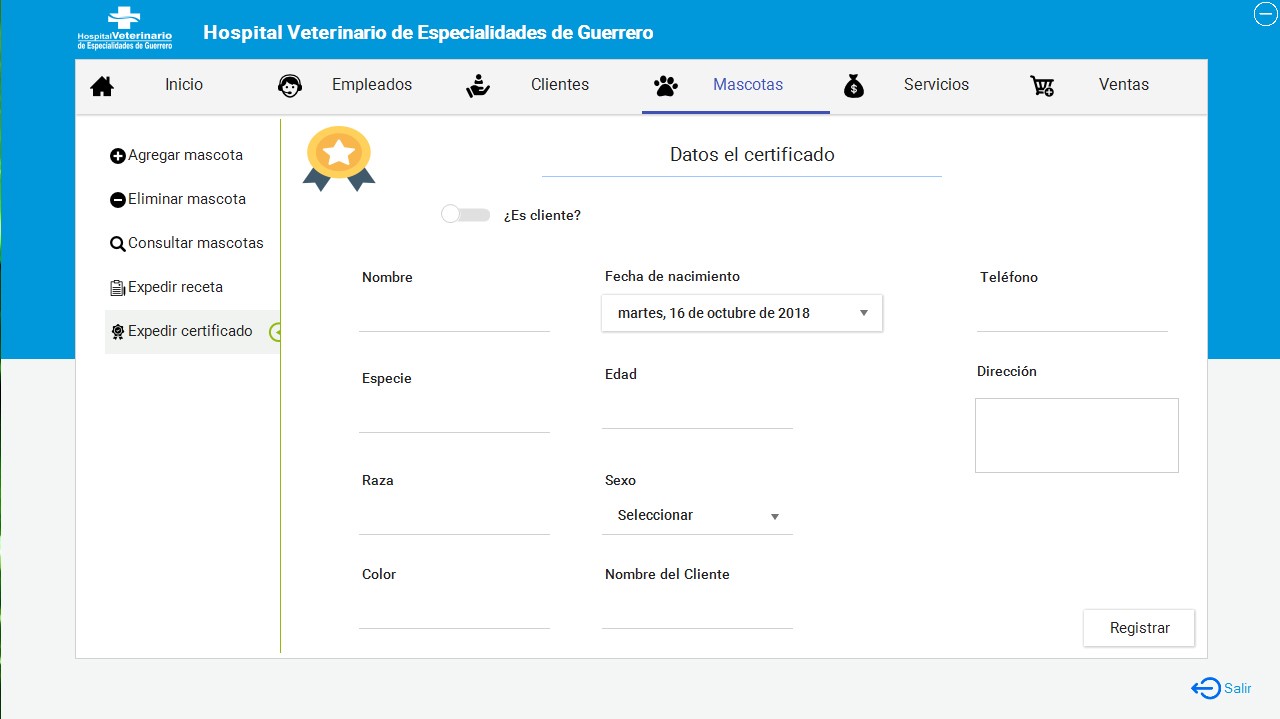 HospitalVeterinario
de Especialidades de Guerrero
Hospital Veterinario de Especialidades de Guerrero
Inicio
Empleados
Clientes
Mascotas
$
Servicios
Ventas
Agregar mascota
Eliminar mascota
Consultar mascotas
Expedir receta
Expedir certificado
Datos el certificado
¿Es cliente?
Nombre
Fecha de nacimiento
Teléfono
martes, 16 de octubre de 2018
Especie
Edad
Dirección
Raza
Sexo
Seleccionar
Color
Nombre del Cliente
Registrar
Salir